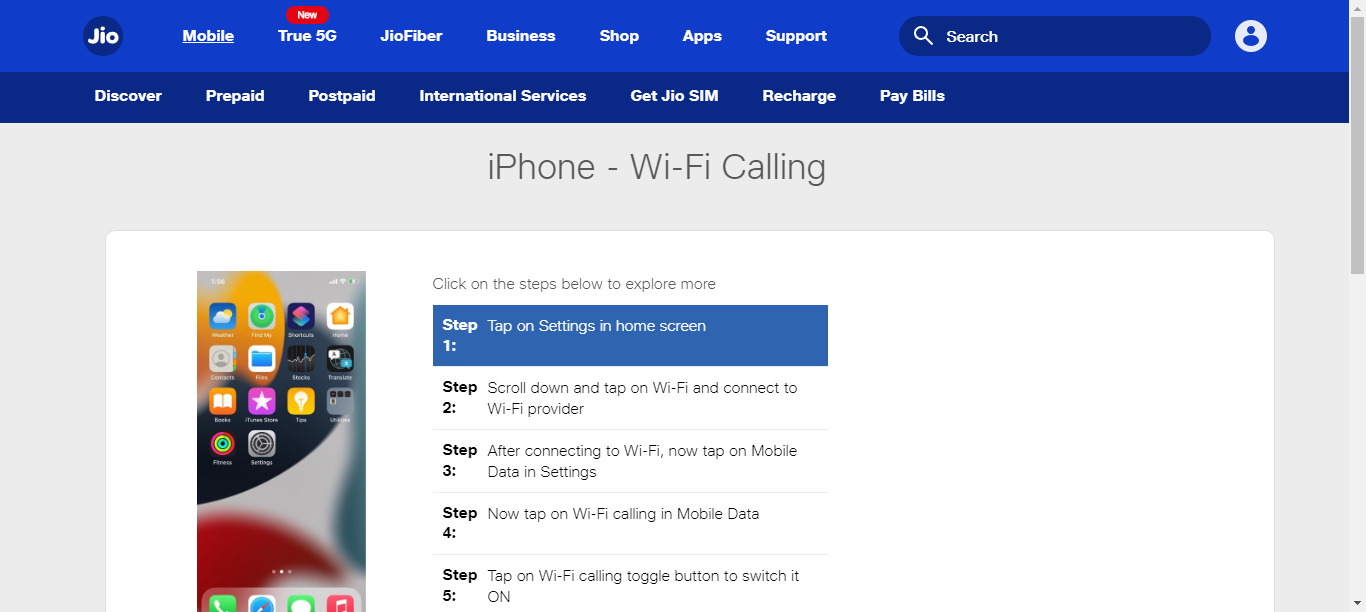 New
Jio
Mobile
True 5G
JioFiber
Business
Shop
Apps
Support
Search
Discover
Prepaid
Postpaid
International Services
Get Jio SIM
Recharge
Pay Bills
iPhone - Wi-Fi Calling
1:56
Weather
Find My
Shortcuts
Home
Contacts
Files
Stocks
Translate
Books
iTunes Store
Tips
Utilities
Fitness
Settings
Click on the steps below to explore more
Step 1: Tap on Settings in home screen
Step 2: Scroll down and tap on Wi-Fi and connect to
Wi-Fi provider
Step 3: After connecting to Wi-Fi, now tap on Mobile
Data in Settings
Step 4: Now tap on Wi-Fi calling in Mobile Data
Step 5: Tap on Wi-Fi calling toggle button to switch it
ON